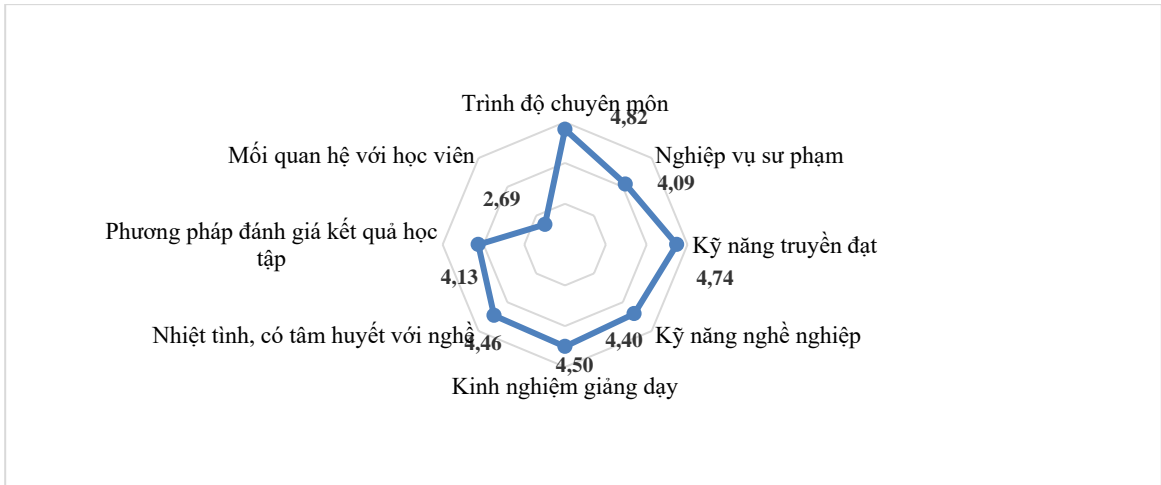 Trình độ chuyên môn
4,82
Mối quan hệ với học viên
Nghiệp vụ sư phạm
4,09
2,69
Phương pháp đánh giá kết quả học
tập
Kỹ năng truyền đạt
4,13
4,74
Nhiệt tình, có tâm huyết với nghề
4,46
4,40
Kỹ năng nghề nghiệp
4,50
Kinh nghiệm giảng dạy